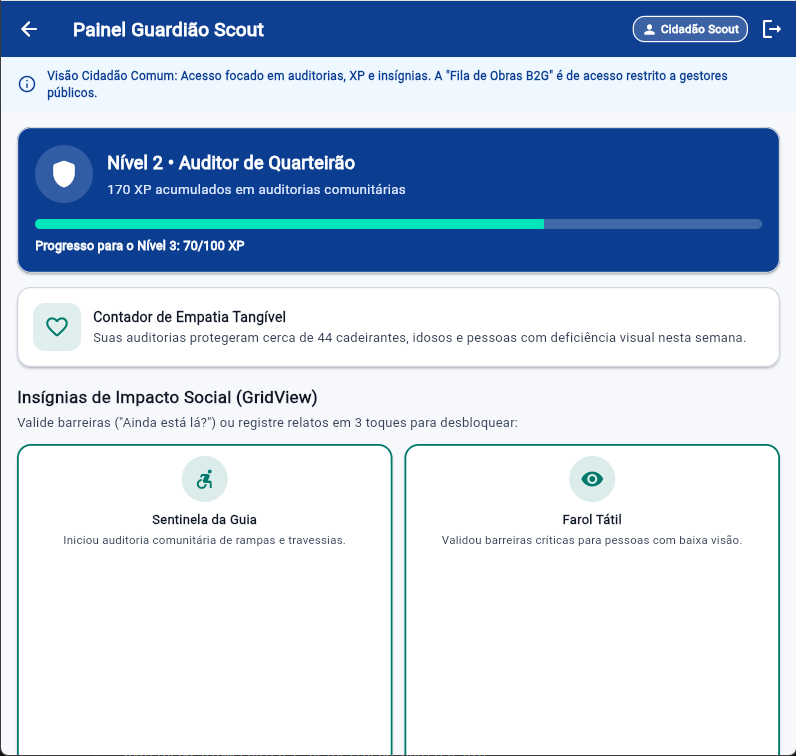 Painel Guardião Scout
Cidadão Scout
Visão Cidadão Comum: Acesso focado em auditorias, XP e insígnias. A "Fila de Obras B2G" é de acesso restrito a gestores
públicos.
Nível 2 • Auditor de Quarteirão
170 XP acumulados em auditorias comunitárias
Progresso para o Nível 3: 70/100 XP
Contador de Empatia Tangível
Suas auditorias protegeram cerca de 44 cadeirantes, idosos e pessoas com deficiência visual nesta semana.
Insígnias de Impacto Social (GridView)
Valide barreiras ("Ainda está lá?") ou registre relatos em 3 toques para desbloquear:
Sentinela da Guia
Iniciou auditoria comunitária de rampas e travessias.
Farol Tátil
Validou barreiras críticas para pessoas com baixa visão.